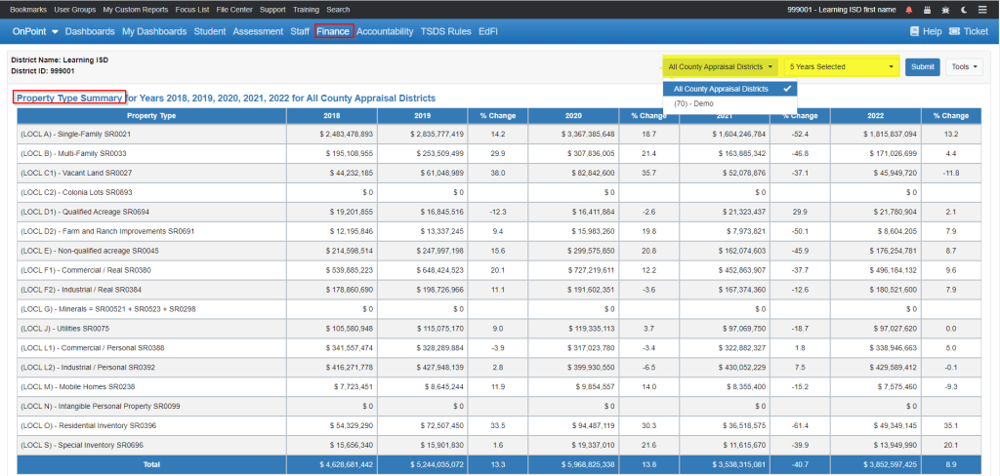 Bookmarks User Groups My Custom Reports Focus List File Center Support Training Search 999001 - Learning ISD first name
OnPoint Dashboards My Dashboards Student Assessment Staff Finance Accountability TSDS Rules EdFi Help Ticket
District Name: Learning ISD
District ID: 999001
All County Appraisal Districts 5 Years Selected Submit Tools
All County Appraisal Districts
(70) - Demo
Property Type Summary for Years 2018, 2019, 2020, 2021, 2022 for All County Appraisal Districts
Property Type 2018 2019 % Change 2020 % Change 2021 % Change 2022 % Change
(LOCL A) - Single-Family SR0021 $ 2,483,478,893 $ 2,835,777,419 14.2 $ 3,367,385,648 18.7 $ 1,604,246,784 -52.4 $ 1,815,837,094 13.2
(LOCL B) - Multi-Family SR0033 $ 195,108,955 $ 253,509,499 29.9 $ 307,836,005 21.4 $ 163,885,342 -46.8 $ 171,026,699 4.4
(LOCL C1) - Vacant Land SR0027 $ 44,232,185 $ 61,048,989 38.0 $ 82,842,600 35.7 $ 52,078,876 -37.1 $ 45,949,720 -11.8
(LOCL C2) - Colonia Lots SR0893 $ 0 $ 0 $ 0 $ 0 $ 0
(LOCL D1) - Qualified Acreage SR0694 $ 19,201,855 $ 16,845,516 -12.3 $ 16,411,884 -2.6 $ 21,323,437 29.9 $ 21,780,904 2.1
(LOCL D2) - Farm and Ranch Improvements SR0691 $ 12,195,846 $ 13,337,245 9.4 $ 15,983,260 19.8 $ 7,973,821 -50.1 $ 8,604,205 7.9
(LOCL E) - Non-qualified acreage SR0045 $ 214,598,514 $ 247,997,198 15.6 $ 299,575,850 20.8 $ 162,074,603 -45.9 $ 176,254,781 8.7
(LOCL F1) - Commercial / Real SR0380 $ 539,885,223 $ 648,424,523 20.1 $ 727,219,611 12.2 $ 452,863,907 -37.7 $ 496,184,132 9.6
(LOCL F2) - Industrial / Real SR0384 $ 178,860,690 $ 198,726,966 11.1 $ 191,602,351 -3.6 $ 167,374,360 -12.6 $ 180,521,600 7.9
(LOCL G) - Minerals = SR00521 + SR0523 + SR0298 $ 0 $ 0 $ 0 $ 0 $ 0
(LOCL J) - Utilities SR0075 $ 105,580,948 $ 115,075,170 9.0 $ 119,335,113 3.7 $ 97,069,750 -18.7 $ 97,027,620 0.0
(LOCL L1) - Commercial / Personal SR0388 $ 341,557,474 $ 328,289,884 -3.9 $ 317,023,780 -3.4 $ 322,882,327 1.8 $ 338,946,663 5.0
(LOCL L2) - Industrial / Personal SR0392 $ 416,271,778 $ 427,948,139 2.8 $ 399,930,550 -6.5 $ 430,052,229 7.5 $ 429,589,412 -0.1
(LOCL M) - Mobile Homes SR0238 $ 7,723,451 $ 8,645,244 11.9 $ 9,854,557 14.0 $ 8,355,400 -15.2 $ 7,575,460 -9.3
(LOCL N) - Intangible Personal Property SR0099 $ 0 $ 0 $ 0 $ 0 $ 0
(LOCL O) - Residential Inventory SR0396 $ 54,329,290 $ 72,507,450 33.5 $ 94,487,119 30.3 $ 36,518,575 -61.4 $ 49,349,145 35.1
(LOCL S) - Special Inventory SR0696 $ 15,656,340 $ 15,901,830 1.6 $ 19,337,010 21.6 $ 11,615,670 -39.9 $ 13,949,990 20.1
Total $ 4,628,681,442 $ 5,244,035,072 13.3 $ 5,968,825,338 13.8 $ 3,538,315,081 -40.7 $ 3,852,597,425 8.9